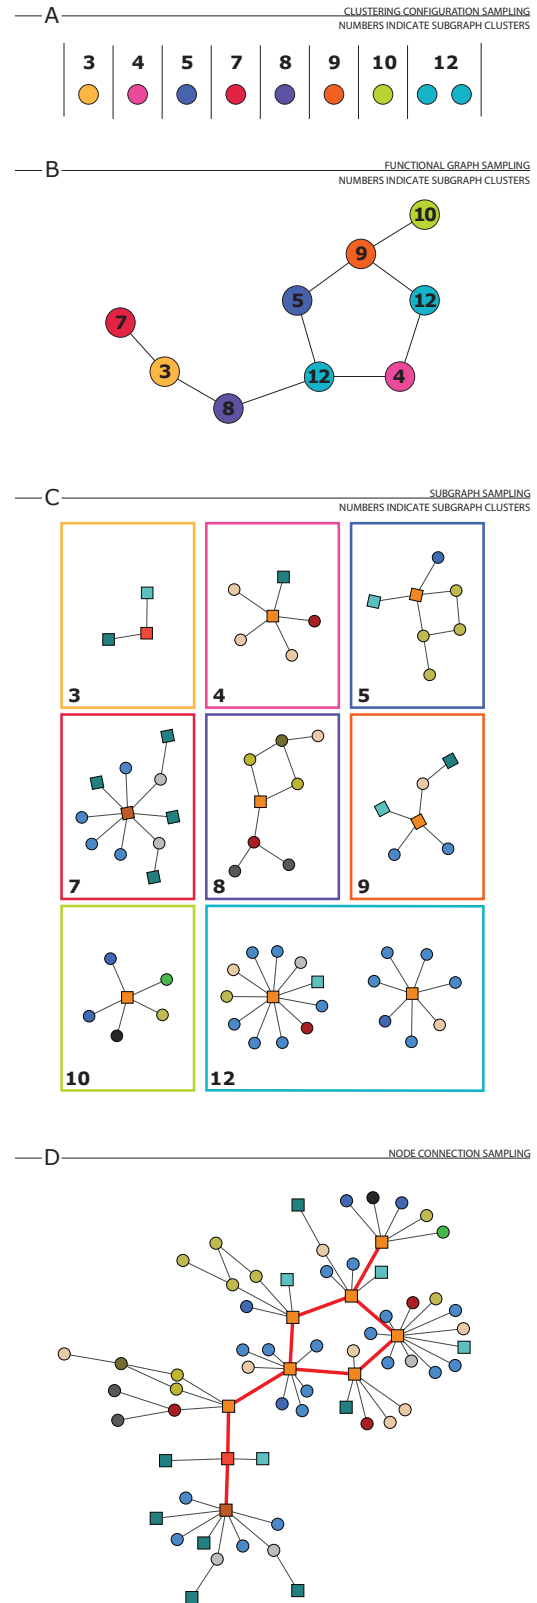 A
CLUSTERING CONFIGURATION SAMPLING
NUMBERS INDICATE SUBGRAPH CLUSTERS
3 4 5 7 8 9 10 12
B
FUNCTIONAL GRAPH SAMPLING
NUMBERS INDICATE SUBGRAPH CLUSTERS
10
9
5 12
7
3 12 4
8
C
SUBGRAPH SAMPLING
NUMBERS INDICATE SUBGRAPH CLUSTERS
3 4 5
7 8 9
10 12
D
NODE CONNECTION SAMPLING